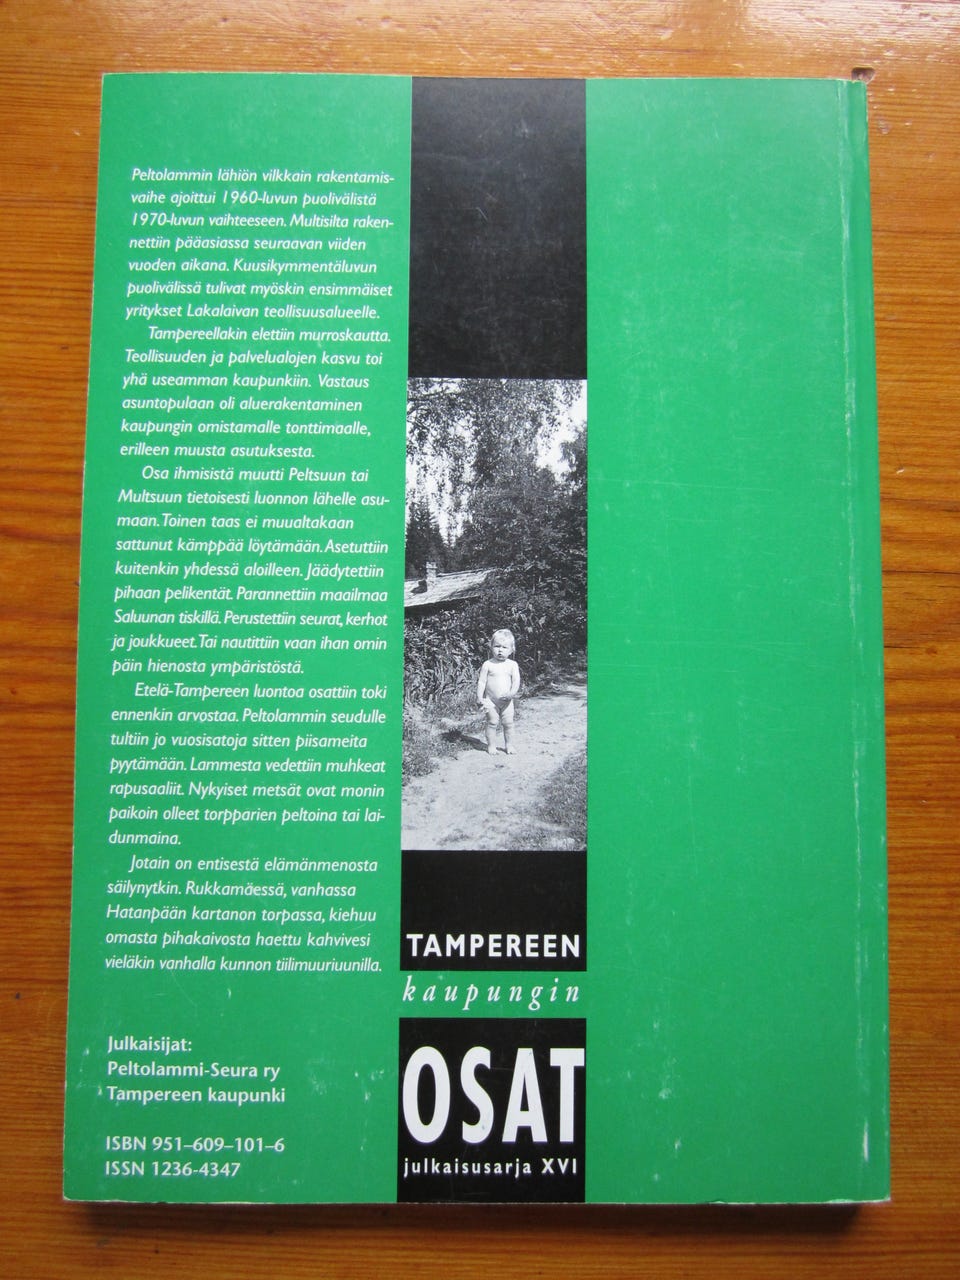 Peltolammin lähiön vilkkain rakentamis-
vaihe ajoittui 1960-luvun puolivälistä
1970-luvun vaihteeseen. Multisilta raken-
nettiin pääasiassa seuraavan viiden
vuoden aikana. Kuusikymmentäluvun
puolivälissä tulivat myöskin ensimmäiset
yritykset Lakalaivan teollisuusalueelle.
Tampereellakin elettiin murroskautta.
Teollisuuden ja palvelualojen kasvu toi
yhä useamman kaupunkiin. Vastaus
asuntopulaan oli aluerakentaminen
kaupungin omistamalle tonttimaalle,
erilleen muusta asutuksesta.
Osa ihmisistä muutti Peltsuun tai
Multsuun tietoisesti luonnon lähelle asu-
maan. Toinen taas ei muualtakaan
sattunut kämppää löytämään. Asetuttiin
kuitenkin yhdessä aloilleen. Jäädytettiin
pihaan pelikentät. Parannettiin maailmaa
Saluunan tiskillä. Perustettiin seurat, kerhot
ja joukkueet. Tai nautittiin vaan ihan omin
päin hienosta ympäristöstä.
Etelä-Tampereen luontoa osattiin toki
ennenkin arvostaa. Peltolammin seudulle
tultiin jo vuosisatoja sitten piisameita
pyytämään. Lammesta vedettiin muhkeat
rapusaaliit. Nykyiset metsät ovat monin
paikoin olleet torpparien peltoina tai lai-
dunmaina.
Jotain on entisestä elämänmenosta
säilynytkin. Rukkamäessä, vanhassa
Hatanpään kartanon torpassa, kiehuu
omasta pihakaivosta haettu kahvivesi
vieläkin vanhalla kunnon tiilimuuriuunilla.
Julkaisijat:
Peltolammi-Seura ry
Tampereen kaupunki
ISBN 951–609–101–6
ISSN 1236-4347
TAMPEREEN
kaupungin
OSAT
julkaisusarja XVI